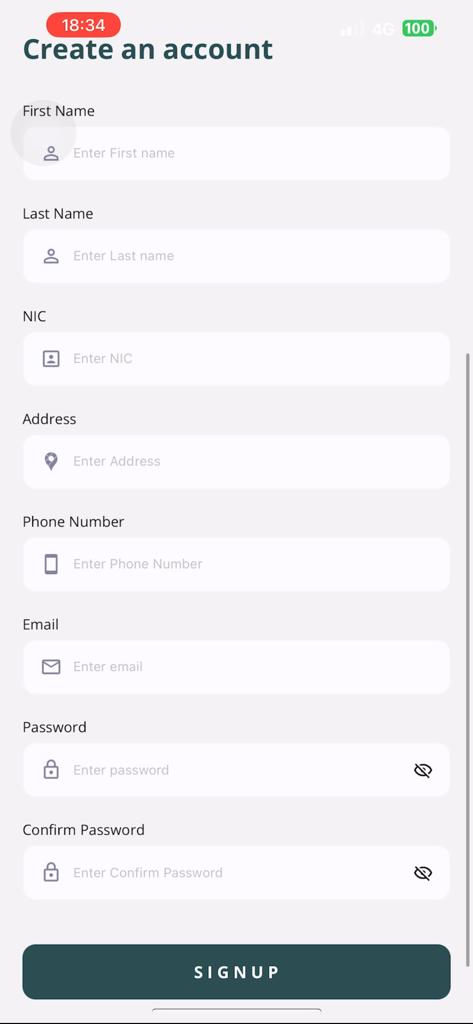 18:34
4G
100
Create an account
First Name
Enter First name
Last Name
Enter Last name
NIC
Enter NIC
Address
Enter Address
Phone Number
Enter Phone Number
Email
Enter email
Password
Enter password
Confirm Password
Enter Confirm Password
SIGNUP